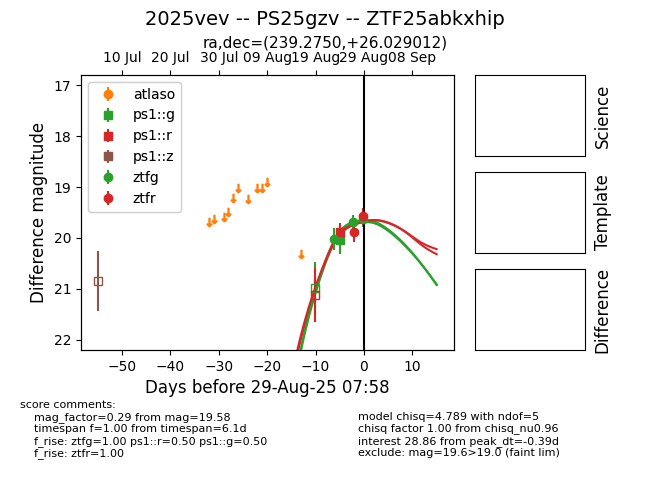 2025vev -- PS25gzv -- ZTF25abkxhip
ra,dec=(239.2750,+26.029012)
10 Jul 20 Jul 30 Jul 09 Aug 19 Aug 29 Aug 08 Sep
17
18
19
20
21
22
Difference magnitude
atlaso
ps1::g
ps1::r
ps1::z
ztfg
ztfr
−50 −40 −30 −20 −10 0 10
Days before 29-Aug-25 07:58
Science
Template
Difference
score comments:
mag_factor=0.29 from mag=19.58
timespan f=1.00 from timespan=6.1d
f_rise: ztfg=1.00 ps1::r=0.50 ps1::g=0.50
f_rise: ztfr=1.00
model chisq=4.789 with ndof=5
chisq factor 1.00 from chisq_nu0.96
interest 28.86 from peak_dt=-0.39d
exclude: mag=19.6>19.0 (faint lim)